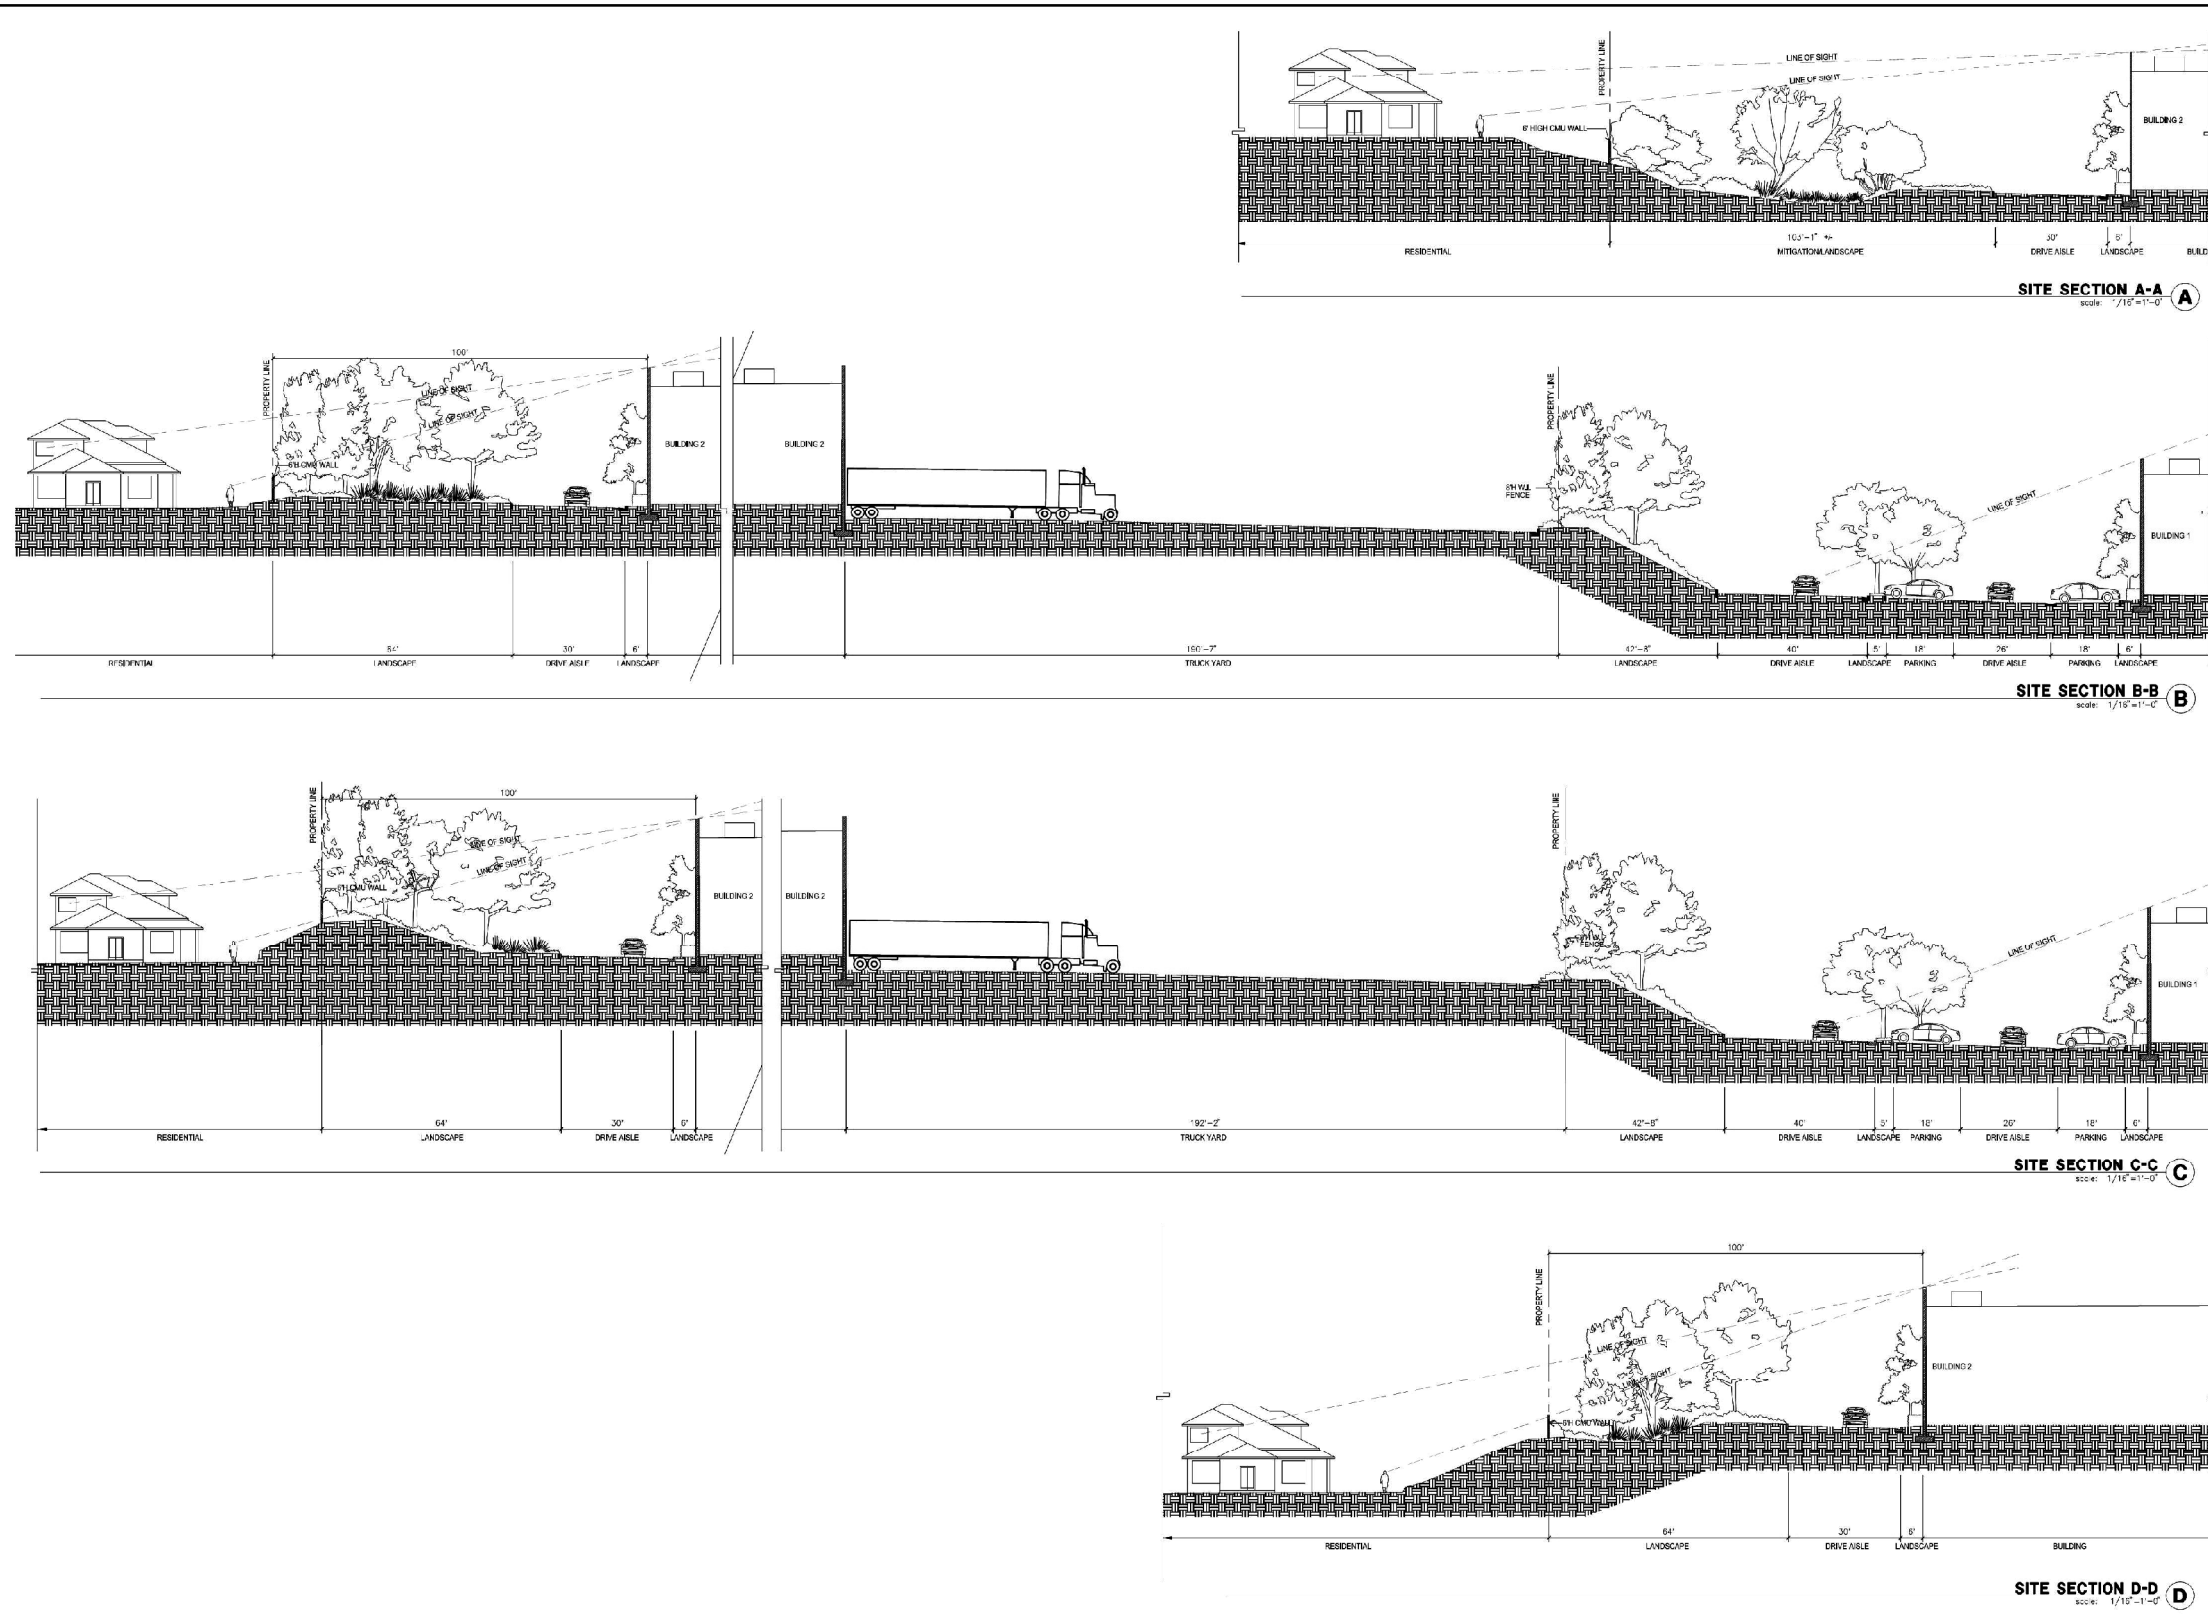 PROPERTY LINE
LINE OF SIGHT
LINE OF SIGHT
6' HIGH CMU WALL
BUILDING 2
103'-1" +/-
30'
6'
RESIDENTIAL
MITIGATION/LANDSCAPE
DRIVE AISLE
LANDSCAPE
BUILD
SITE SECTION A-A
A
scale: 1/16"=1'-0"
100'
PROPERTY LINE
LINE OF SIGHT
LINE OF SIGHT
6'H CMU WALL
BUILDING 2
BUILDING 2
PROPERTY LINE
8'H W.I.
FENCE
LINE OF SIGHT
BUILDING 1
64'
30'
6'
190'-7"
42'-8"
40'
5'
18'
26'
18'
6'
RESIDENTIAL
LANDSCAPE
DRIVE AISLE
LANDSCAPE
TRUCK YARD
LANDSCAPE
DRIVE AISLE
LANDSCAPE
PARKING
DRIVE AISLE
PARKING
LANDSCAPE
SITE SECTION B-B
B
scale: 1/16"=1'-0"
100'
PROPERTY LINE
LINE OF SIGHT
LINE OF SIGHT
6'H CMU WALL
BUILDING 2
BUILDING 2
PROPERTY LINE
FENCE
LINE OF SIGHT
BUILDING 1
64'
30'
6'
192'-2"
42'-8"
40'
5'
18'
26'
18'
6'
RESIDENTIAL
LANDSCAPE
DRIVE AISLE
LANDSCAPE
TRUCK YARD
LANDSCAPE
DRIVE AISLE
LANDSCAPE
PARKING
DRIVE AISLE
PARKING
LANDSCAPE
SITE SECTION C-C
C
scale: 1/16"=1'-0"
100'
PROPERTY LINE
LINE OF SIGHT
LINE OF SIGHT
6'H CMU WALL
BUILDING 2
64'
30'
6'
RESIDENTIAL
LANDSCAPE
DRIVE AISLE
LANDSCAPE
BUILDING
SITE SECTION D-D
D
scale: 1/16"=1'-0"